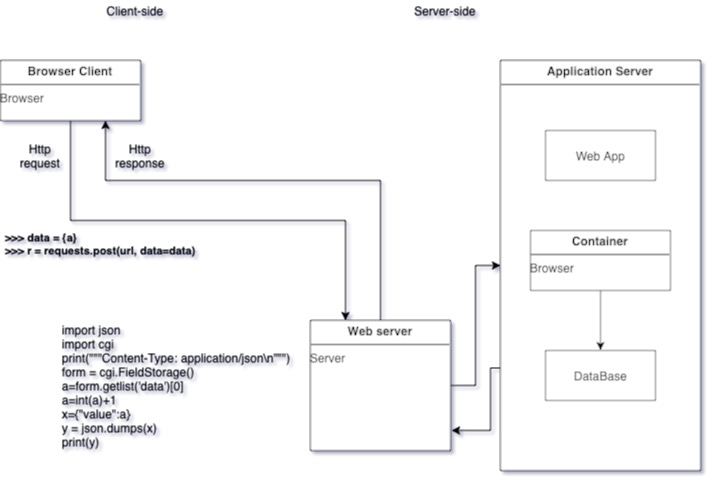 Client-side
Server-side
Browser Client
Browser
Application Server
Web App
Http
request
Http
response
>>> data = {a}
>>> r = requests.post(url, data=data)
Container
Browser
import json
import cgi
print("""Content-Type: application/json\n""")
form = cgi.FieldStorage()
a=form.getlist('data')[0]
a=int(a)+1
x={"value":a}
y = json.dumps(x)
print(y)
Web server
Server
DataBase